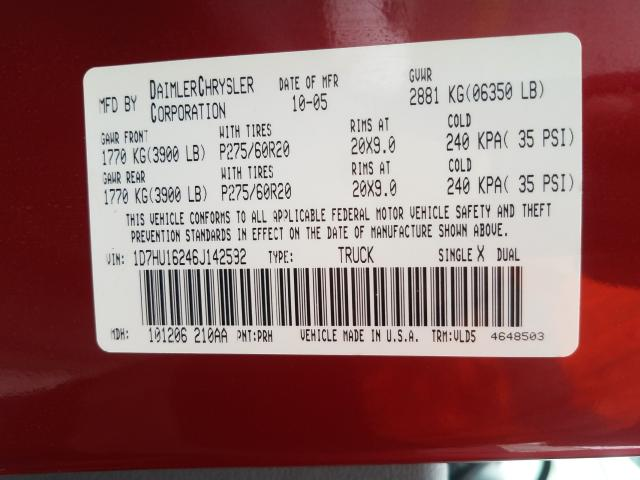 MFD BY DAIMLERCHRYSLER CORPORATION DATE OF MFR 10-05 GVWR 2881 KG(06350 LB)
GAWR FRONT WITH TIRES RIMS AT COLD
1770 KG(3900 LB) P275/60R20 20X9.0 240 KPA( 35 PSI)
GAWR REAR WITH TIRES RIMS AT COLD
1770 KG(3900 LB) P275/60R20 20X9.0 240 KPA( 35 PSI)
THIS VEHICLE CONFORMS TO ALL APPLICABLE FEDERAL MOTOR VEHICLE SAFETY AND THEFT
PREVENTION STANDARDS IN EFFECT ON THE DATE OF MANUFACTURE SHOWN ABOVE.
VIN: 1D7HU16246J142532 TYPE: TRUCK SINGLE X DUAL
MDH: 101206 210AA PNT:PRH VEHICLE MADE IN U.S.A. TRM:VLD5 4648503